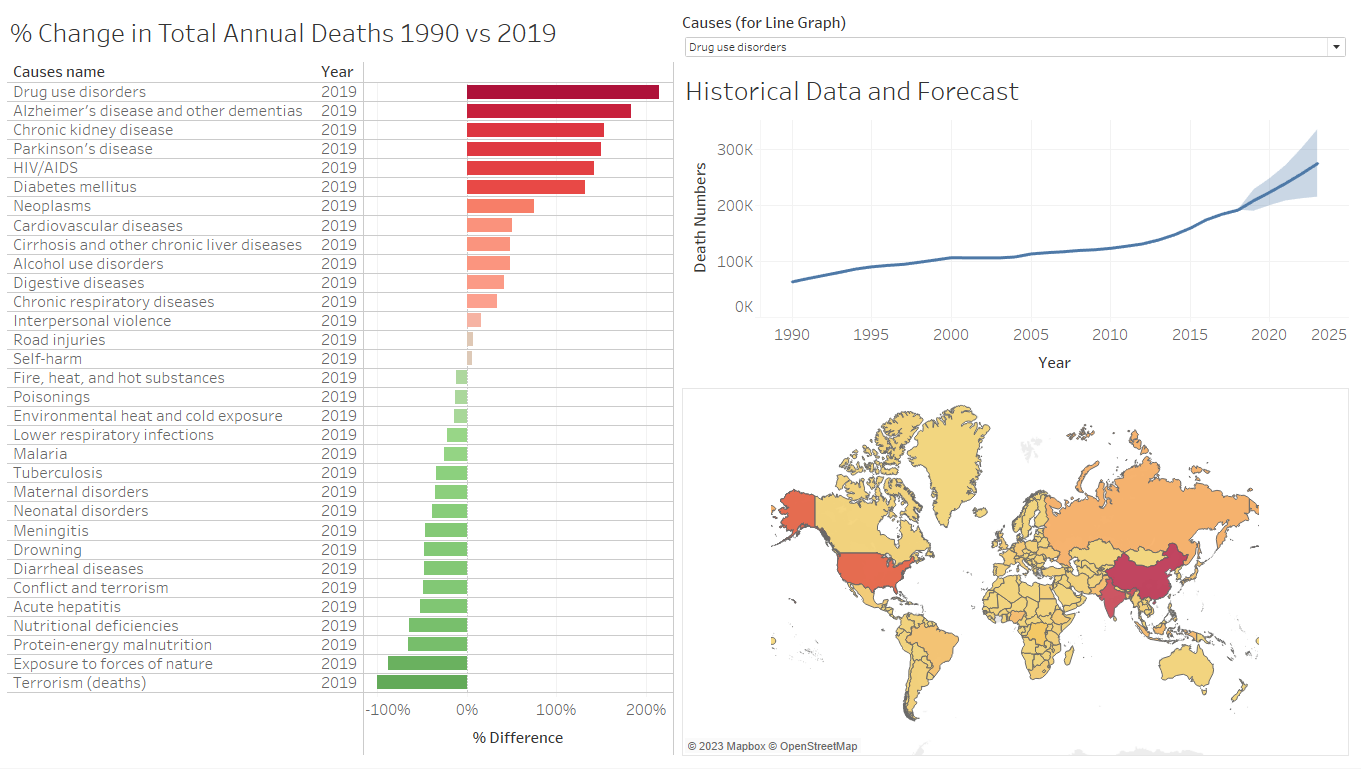 % Change in Total Annual Deaths 1990 vs 2019
Causes name Year
Drug use disorders 2019
Alzheimer's disease and other dementias 2019
Chronic kidney disease 2019
Parkinson's disease 2019
HIV/AIDS 2019
Diabetes mellitus 2019
Neoplasms 2019
Cardiovascular diseases 2019
Cirrhosis and other chronic liver diseases 2019
Alcohol use disorders 2019
Digestive diseases 2019
Chronic respiratory diseases 2019
Interpersonal violence 2019
Road injuries 2019
Self-harm 2019
Fire, heat, and hot substances 2019
Poisonings 2019
Environmental heat and cold exposure 2019
Lower respiratory infections 2019
Malaria 2019
Tuberculosis 2019
Maternal disorders 2019
Neonatal disorders 2019
Meningitis 2019
Drowning 2019
Diarrheal diseases 2019
Conflict and terrorism 2019
Acute hepatitis 2019
Nutritional deficiencies 2019
Protein-energy malnutrition 2019
Exposure to forces of nature 2019
Terrorism (deaths) 2019
-100% 0% 100% 200%
% Difference
Causes (for Line Graph)
Drug use disorders
Historical Data and Forecast
Death Numbers
300K
200K
100K
0K
1990 1995 2000 2005 2010 2015 2020 2025
Year
© 2023 Mapbox © OpenStreetMap